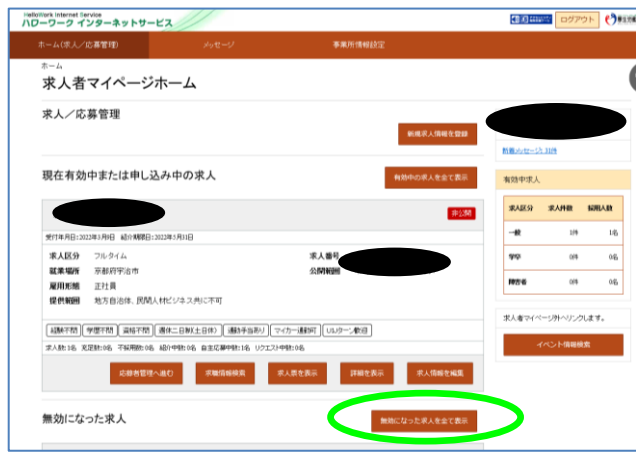 HelloWork Internet Service
ハローワーク インターネットサービス
ログアウト
ホーム(求人／応募管理)
メッセージ
事業所情報設定
ホーム
求人者マイページホーム
求人／応募管理
新規求人情報を登録
新着メッセージ: 31件
現在有効中または申し込み中の求人
有効中の求人を全て表示
有効中求人
求人区分 求人件数 採用人数
一般 1件 1名
学卒 0件 0名
障害者 0件 0名
非公開
受付年月日:2022年3月9日 紹介期限日:2022年3月31日
求人区分 フルタイム
求人番号
就業場所 京都府宇治市
公開範囲
雇用形態 正社員
提供範囲 地方自治体、民間人材ビジネス共に不可
経験不問 学歴不問 資格不問 週休二日制(土日休) 通勤手当あり マイカー通勤可 UIJターン歓迎
求人数:1名 充足数:0名 不採用数:0名 紹介中数:0名 自主応募中数:1名 リクエスト中数:0名
応募者管理へ進む
求職情報検索
求人票を表示
詳細を表示
求人情報を編集
求人者マイページ外へリンクします。
イベント情報検索
無効になった求人
無効になった求人を全て表示